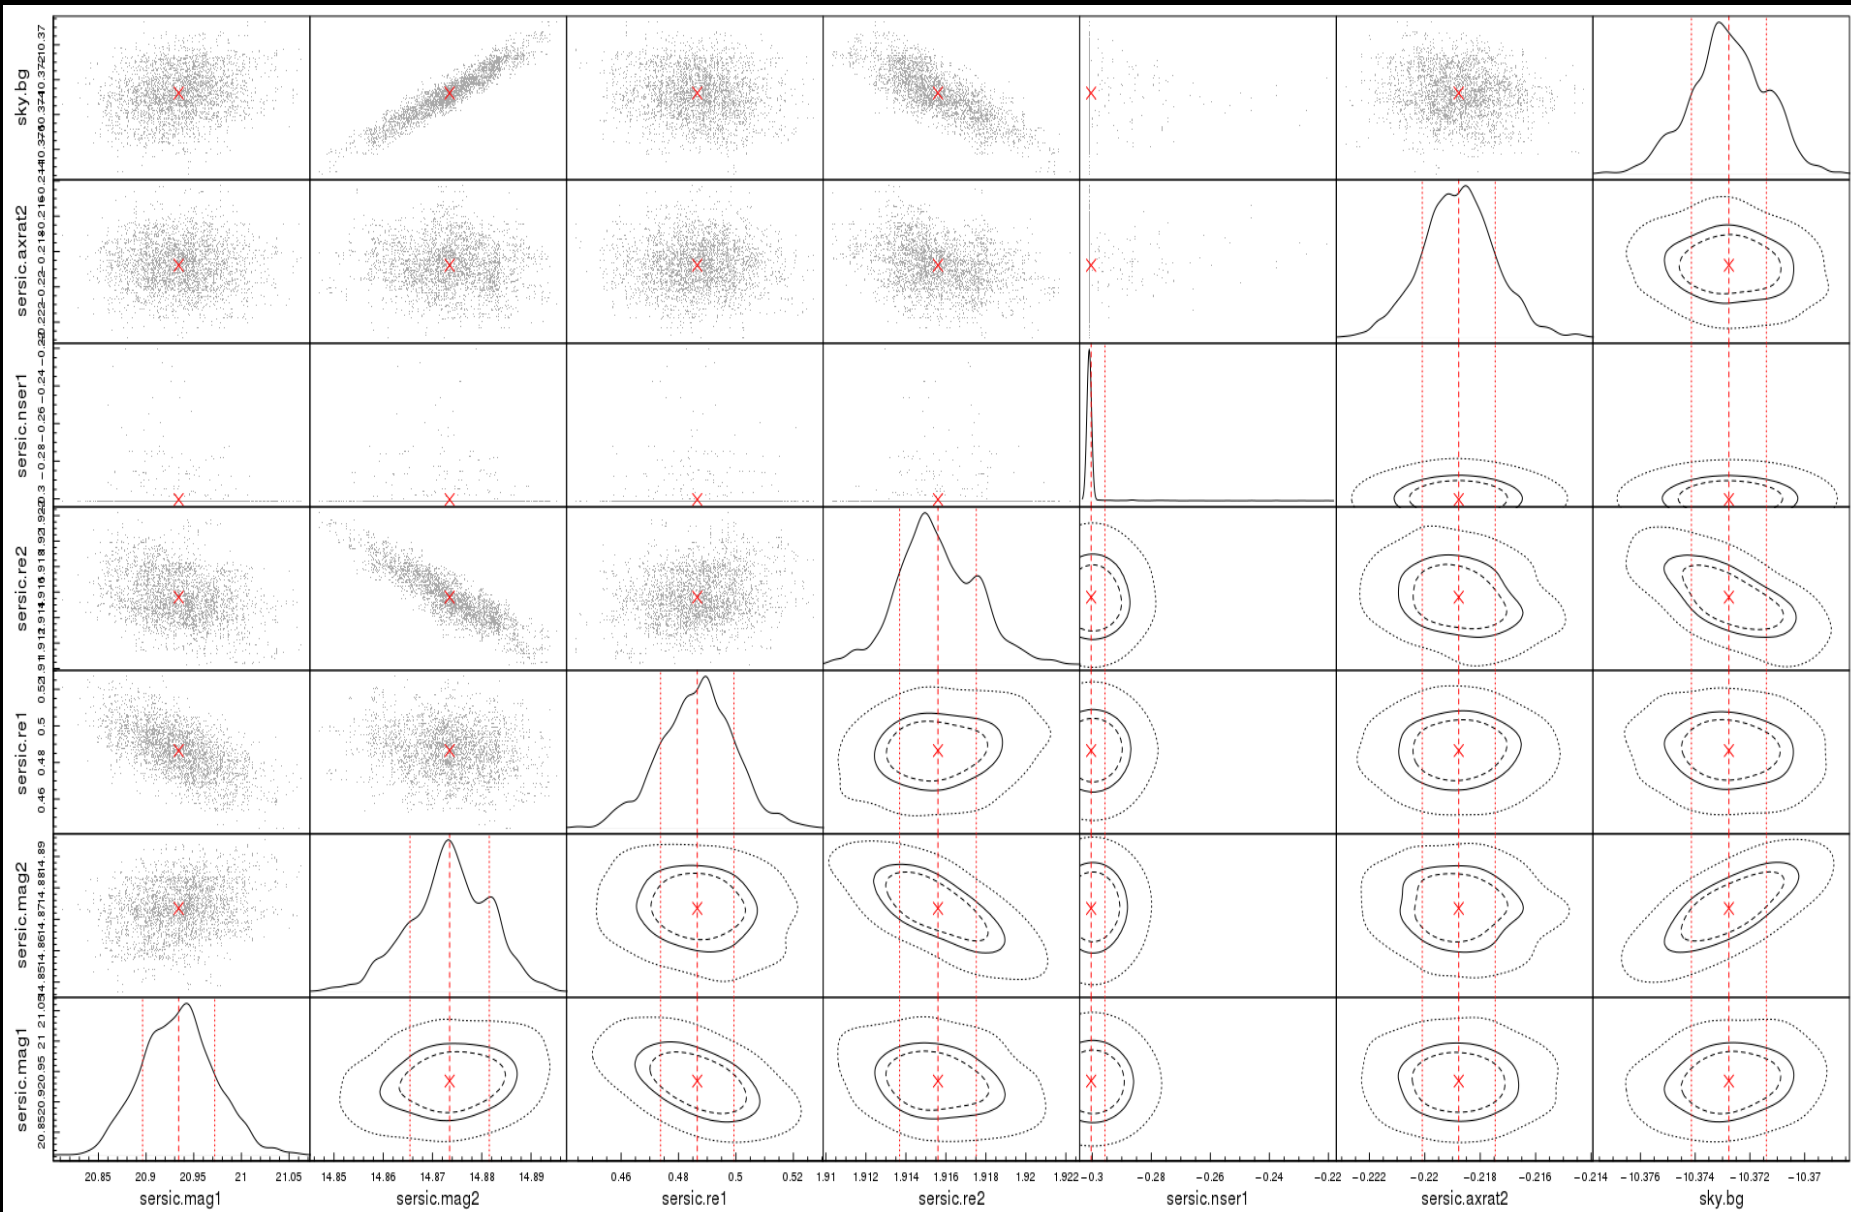 sky.bg
sersic.axrat2
sersic.nser1
-0.28 -0.26 -0.24
sersic.re2
sersic.re1
0.46 0.48 0.5 0.52
sersic.mag2
sersic.mag1
20.85 20.9 20.95 21 21.05 14.85 14.86 14.87 14.88 14.89 0.46 0.48 0.5 0.52 1.91 1.912 1.914 1.916 1.918 1.92 1.922 -0.3 -0.28 -0.26 -0.24 -0.22 -0.222 -0.22 -0.218 -0.216 -0.214 -10.376 -10.374 -10.372 -10.37
sersic.mag1 sersic.mag2 sersic.re1 sersic.re2 sersic.nser1 sersic.axrat2 sky.bg